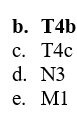 b. T4b
c. T4c
d. N3
e. M1